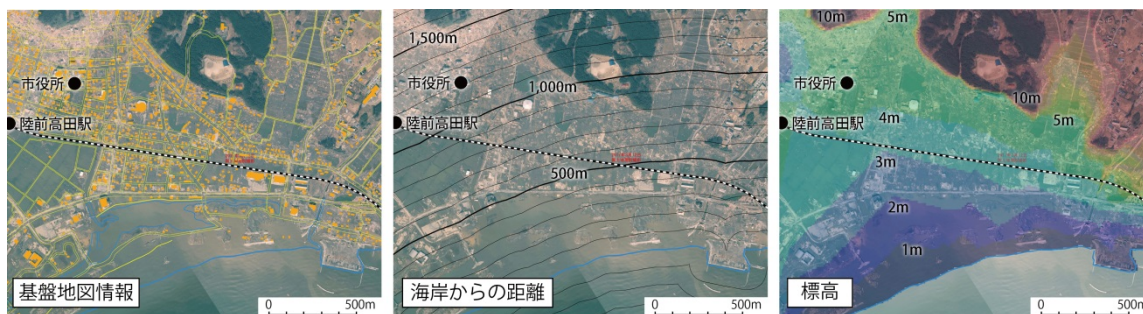 市役所
陸前高田駅
基盤地図情報
0 500m
1,500m
市役所
1,000m
陸前高田駅
500m
海岸からの距離
0 500m
10m
5m
市役所
10m
4m
5m
陸前高田駅
3m
2m
1m
標高
0 500m